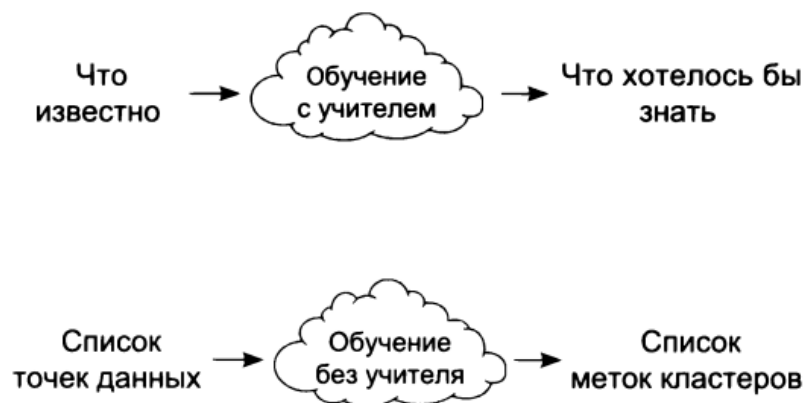 Что
известно
Обучение
с учителем
Что хотелось бы
знать
Список
точек данных
Обучение
без учителя
Список
меток кластеров